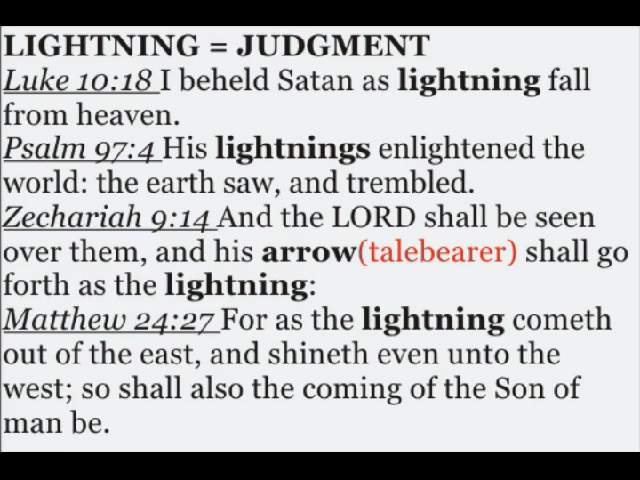 LIGHTNING = JUDGMENT
Luke 10:18 I beheld Satan as lightning fall
from heaven.
Psalm 97:4 His lightnings enlightened the
world: the earth saw, and trembled.
Zechariah 9:14 And the LORD shall be seen
over them, and his arrow(talebearer) shall go
forth as the lightning:
Matthew 24:27 For as the lightning cometh
out of the east, and shineth even unto the
west; so shall also the coming of the Son of
man be.